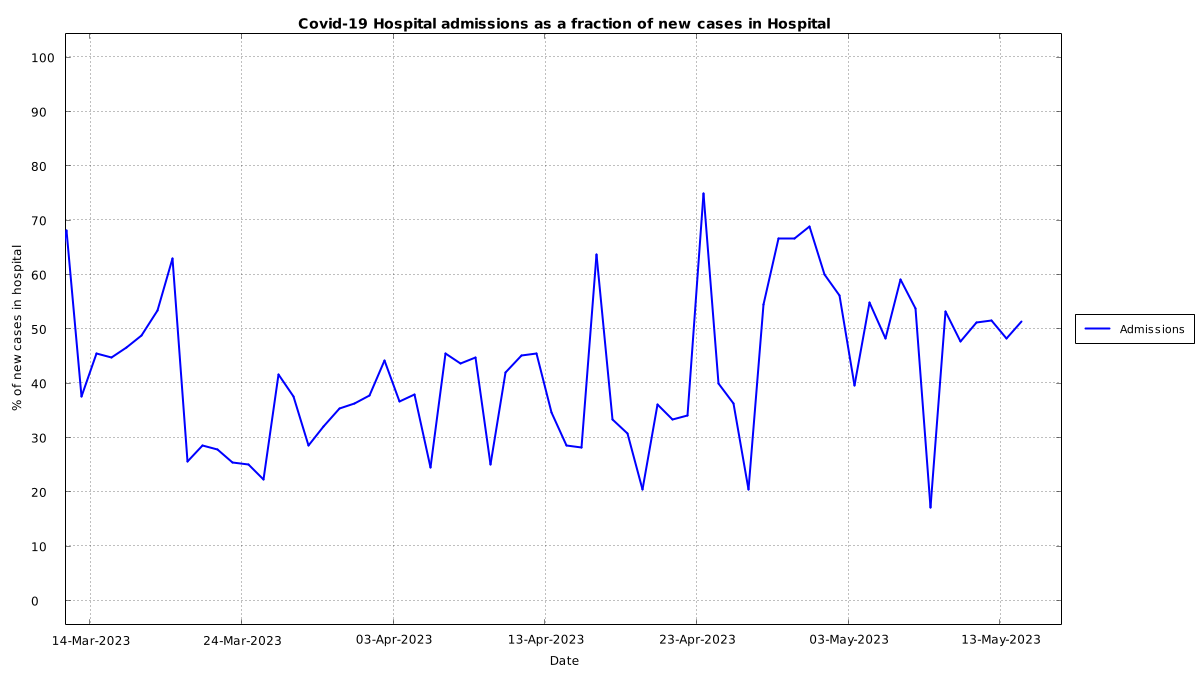 Covid-19 Hospital admissions as a fraction of new cases in Hospital
100
90
80
70
60
50
40
30
20
10
0
% of new cases in hospital
14-Mar-2023
24-Mar-2023
03-Apr-2023
13-Apr-2023
23-Apr-2023
03-May-2023
13-May-2023
Date
Admissions